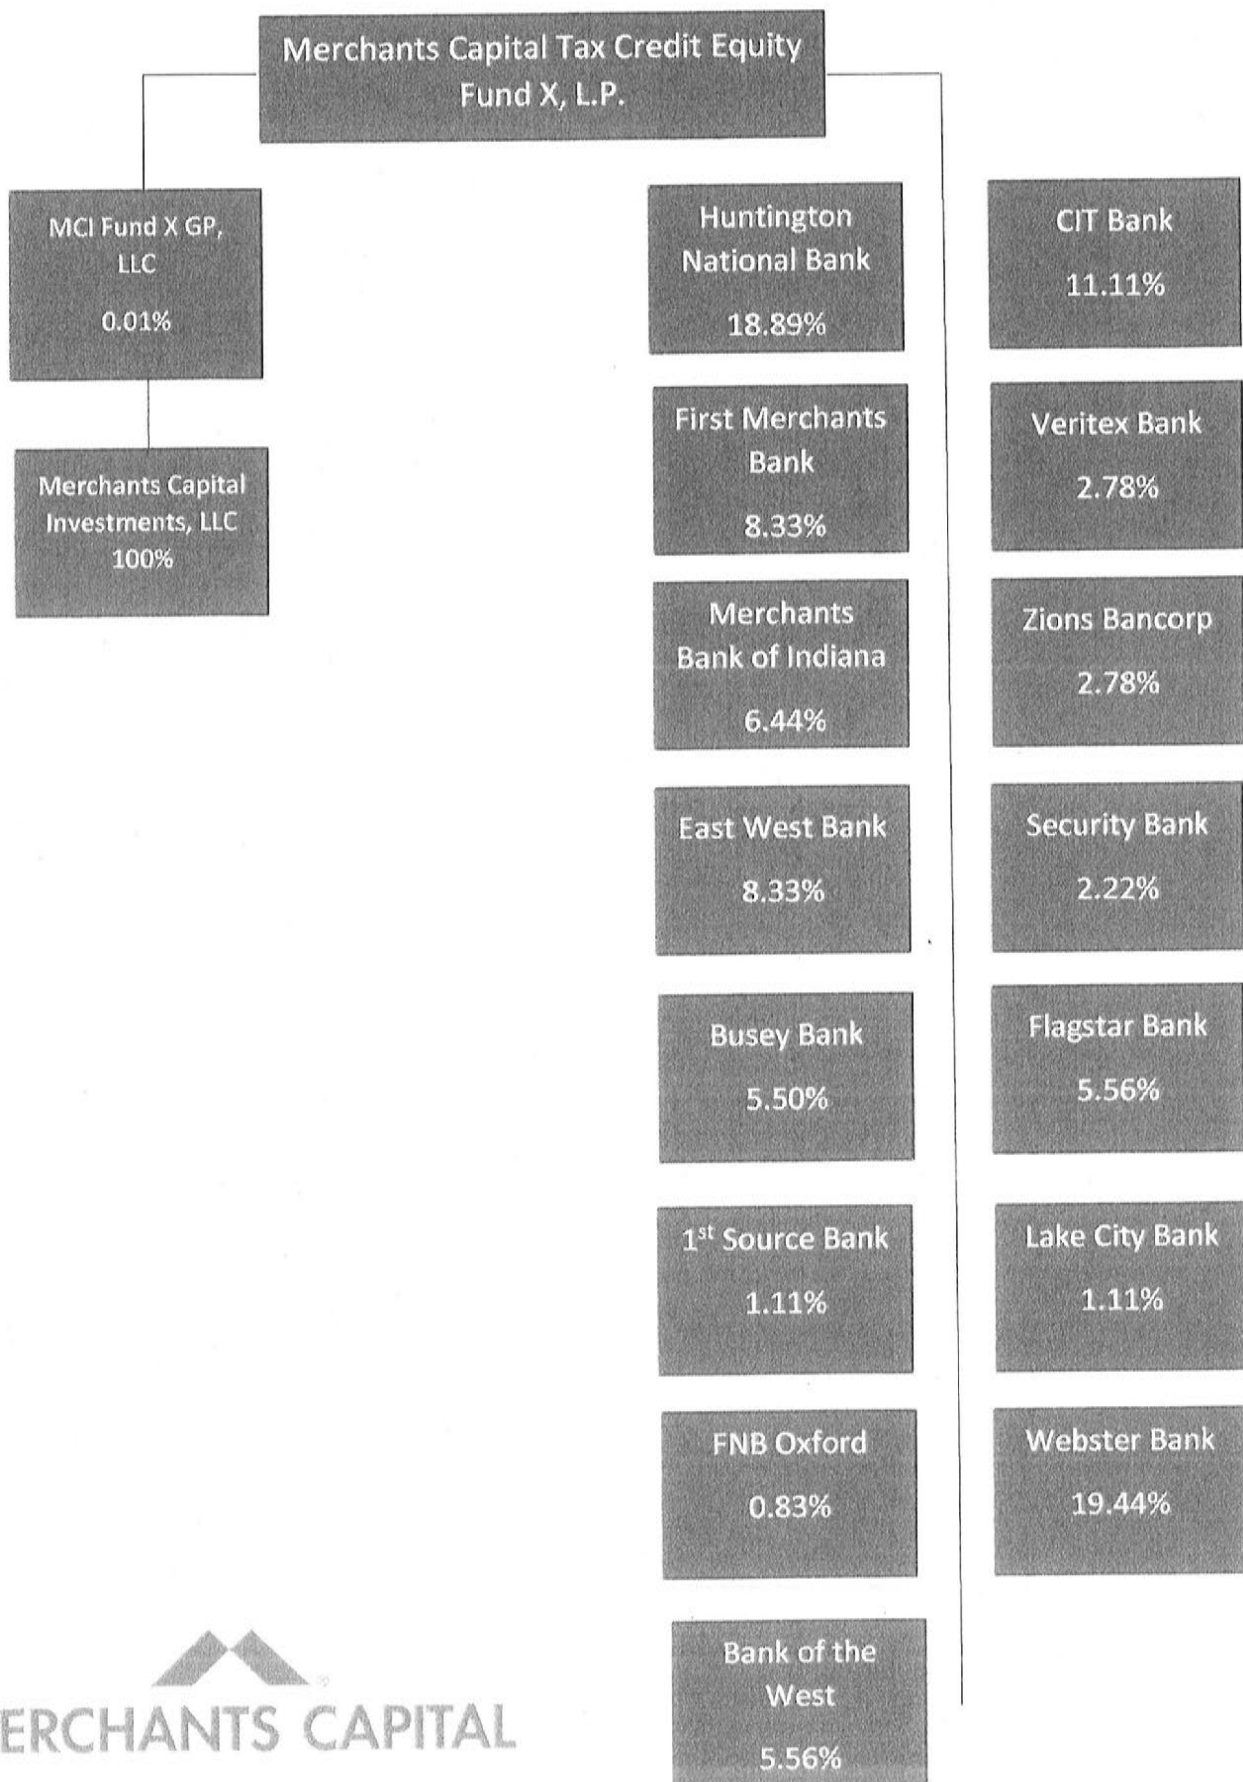 Merchants Capital Tax Credit Equity
Fund X, L.P.
MCI Fund X GP,
LLC
0.01%
Merchants Capital
Investments, LLC
100%
Huntington
National Bank
18.89%
CIT Bank
11.11%
First Merchants
Bank
8.33%
Veritex Bank
2.78%
Merchants
Bank of Indiana
6.44%
Zions Bancorp
2.78%
East West Bank
8.33%
Security Bank
2.22%
Busey Bank
5.50%
Flagstar Bank
5.56%
1st Source Bank
1.11%
Lake City Bank
1.11%
FNB Oxford
0.83%
Webster Bank
19.44%
Bank of the
West
5.56%
ERCHANTS CAPITAL